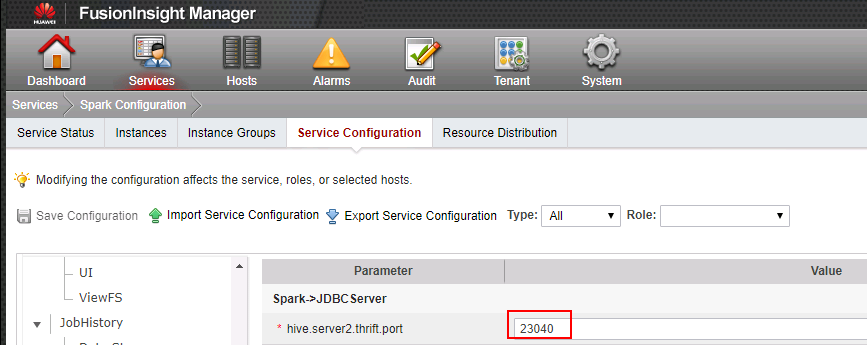 HUAWEI FusionInsight Manager
Dashboard Services Hosts Alarms Audit Tenant System
Services Spark Configuration
Service Status Instances Instance Groups Service Configuration Resource Distribution
Modifying the configuration affects the service, roles, or selected hosts.
Save Configuration Import Service Configuration Export Service Configuration Type: All Role:
UI
ViewFS
JobHistory
Parameter Value
Spark->JDBCServer
* hive.server2.thrift.port 23040